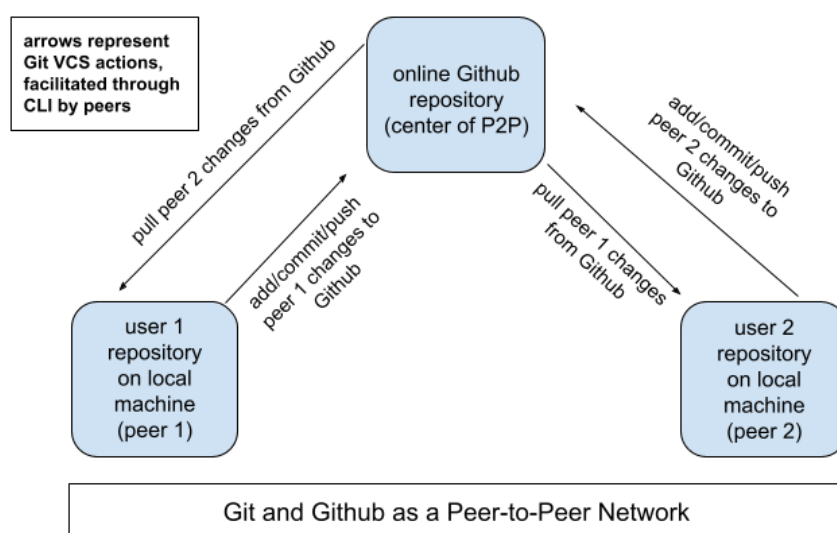 arrows represent
Git VCS actions,
facilitated through
CLI by peers
online Github
repository
(center of P2P)
pull peer 2 changes from Github
add/commit/push
peer 1 changes to
Github
pull peer 1 changes
from Github
add/commit/push
peer 2 changes to
Github
user 1
repository
on local
machine
(peer 1)
user 2
repository
on local
machine
(peer 2)
Git and Github as a Peer-to-Peer Network